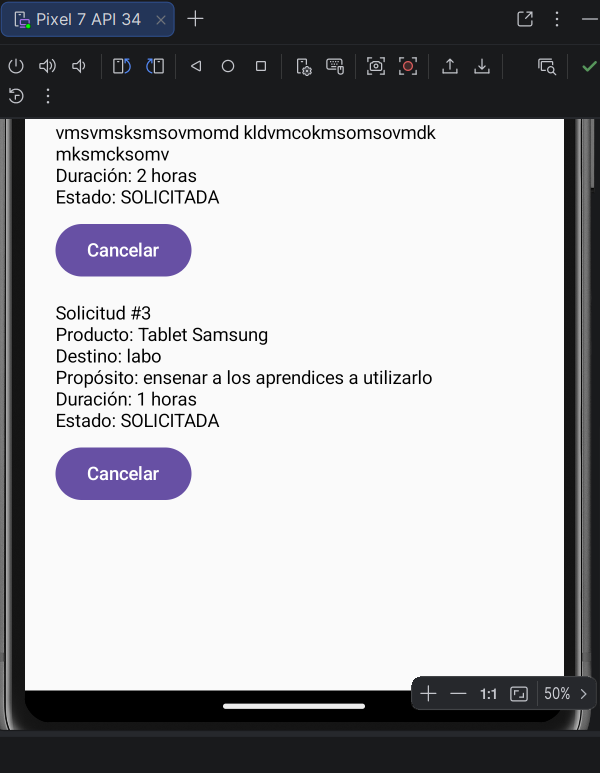 Pixel 7 API 34
vmsvmsksmsovmomd kldvmcokmsomsovmdk
mksmcksomv
Duración: 2 horas
Estado: SOLICITADA
Cancelar
Solicitud #3
Producto: Tablet Samsung
Destino: labo
Propósito: ensenar a los aprendices a utilizarlo
Duración: 1 horas
Estado: SOLICITADA
Cancelar
1:1
50%